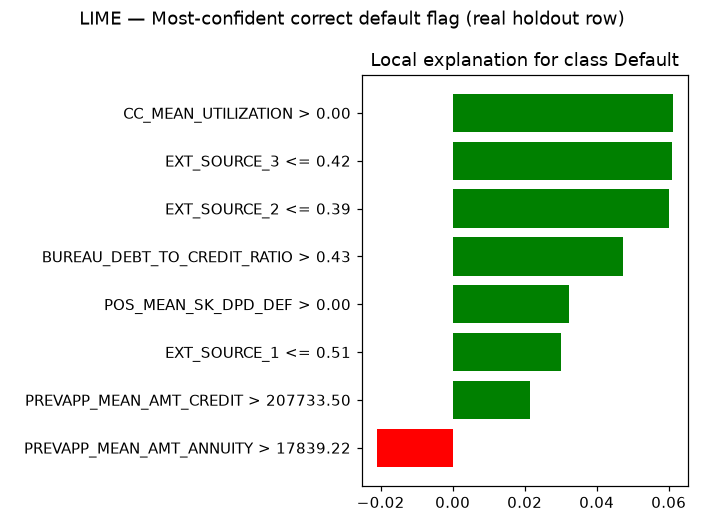 LIME — Most-confident correct default flag (real holdout row)
Local explanation for class Default
CC_MEAN_UTILIZATION > 0.00
EXT_SOURCE_3 <= 0.42
EXT_SOURCE_2 <= 0.39
BUREAU_DEBT_TO_CREDIT_RATIO > 0.43
POS_MEAN_SK_DPD_DEF > 0.00
EXT_SOURCE_1 <= 0.51
PREVAPP_MEAN_AMT_CREDIT > 207733.50
PREVAPP_MEAN_AMT_ANNUITY > 17839.22
−0.02 0.00 0.02 0.04 0.06